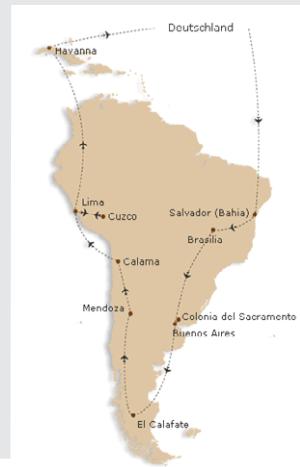 Deutschland
Havanna
Lima
Cuzco
Salvador (Bahia)
Brasilia
Calama
Mendoza
Colonia del Sacramento
Buenos Aires
El Calafate